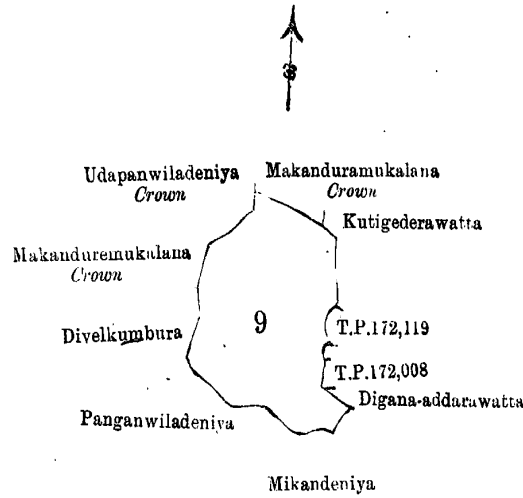 Udapanwiladeniya Makanduramukalana
Crown Crown
Kutigederawatta
Makanduremukalana
Crown
9
T.P.172,119
Divelkumbura
T.P.172,008
Digana-addarawatta
Panganwiladeniya
Mikandeniya